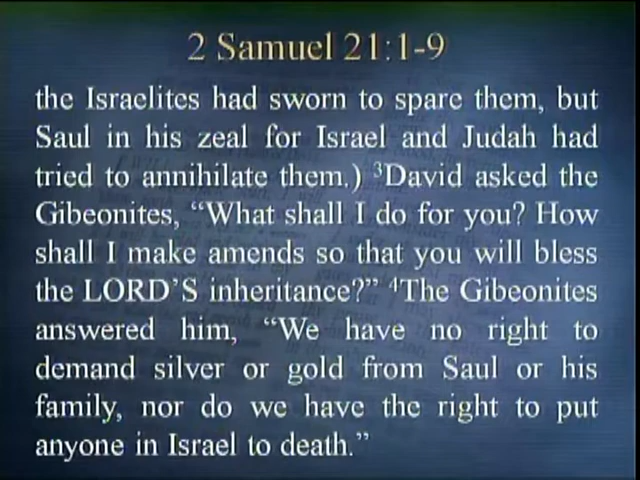 2 Samuel 21:1-9
the Israelites had sworn to spare them, but
Saul in his zeal for Israel and Judah had
tried to annihilate them.) ³David asked the
Gibeonites, “What shall I do for you? How
shall I make amends so that you will bless
the LORD’S inheritance?” ⁴The Gibeonites
answered him, “We have no right to
demand silver or gold from Saul or his
family, nor do we have the right to put
anyone in Israel to death.”